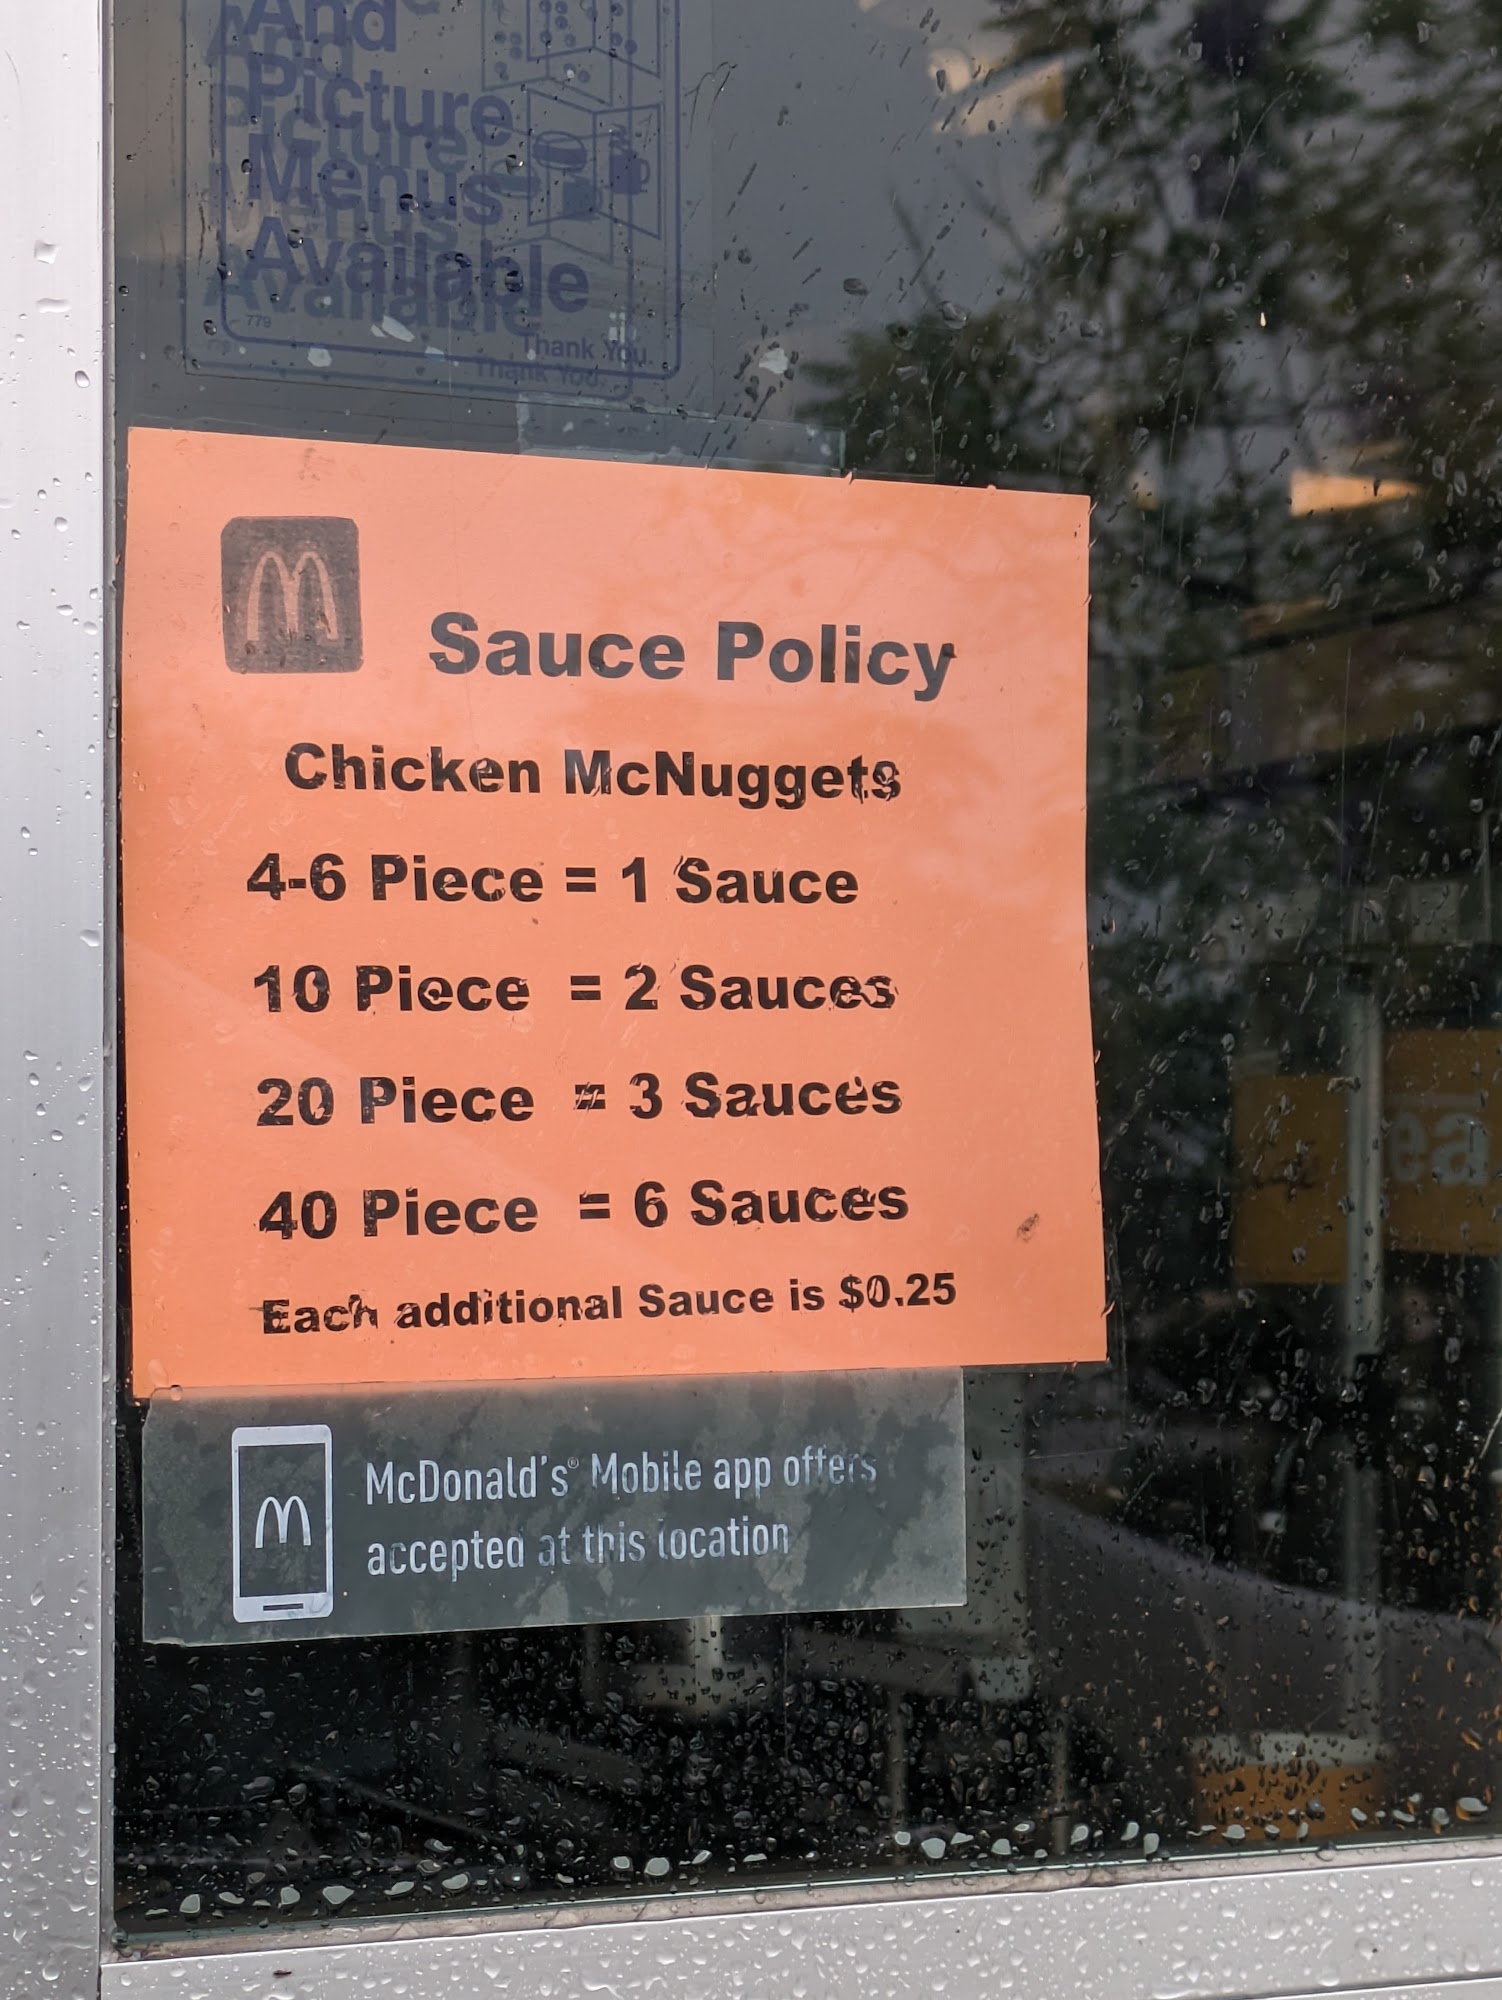 And
Picture
Menus
Available
779
Thank You
Sauce Policy
Chicken McNuggets
4-6 Piece = 1 Sauce
10 Piece = 2 Sauces
20 Piece = 3 Sauces
40 Piece = 6 Sauces
Each additional Sauce is $0.25
McDonald's® Mobile app offers
accepted at this location